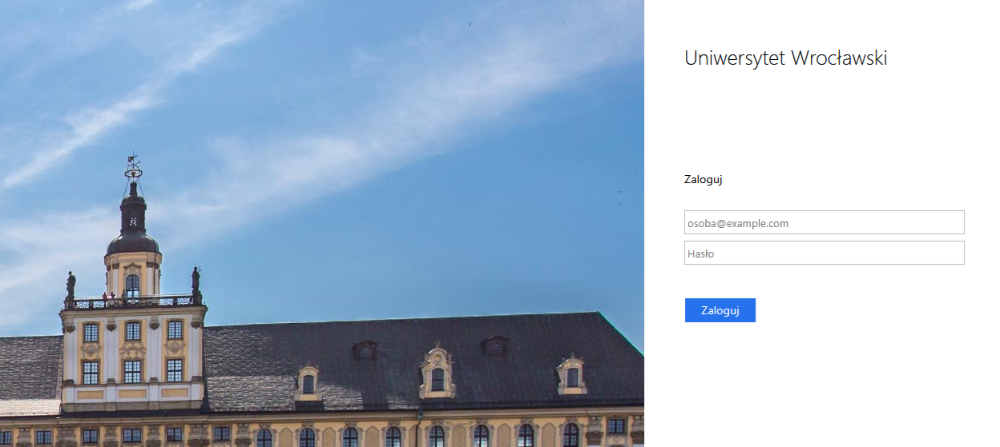 Uniwersytet Wrocławski
Zaloguj
osoba@example.com
Hasło
Zaloguj